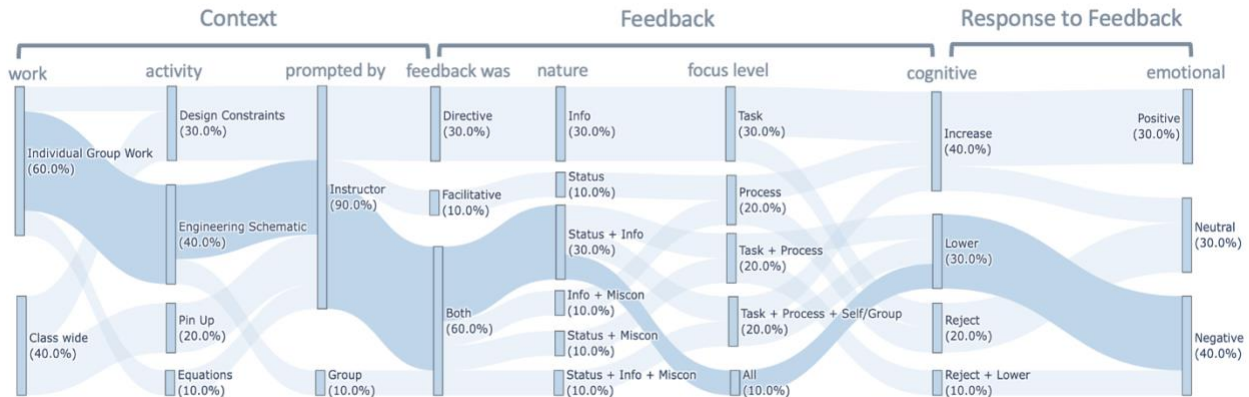 Context
Feedback
Response to Feedback
work
activity
prompted by
feedback was
nature
focus level
cognitive
emotional
Individual Group Work
(60.0%)
Class wide
(40.0%)
Design Constraints
(30.0%)
Engineering Schematic
(40.0%)
Pin Up
(20.0%)
Equations
(10.0%)
Instructor
(90.0%)
Group
(10.0%)
Directive
(30.0%)
Facilitative
(10.0%)
Both
(60.0%)
Info
(30.0%)
Status
(10.0%)
Status + Info
(30.0%)
Info + Miscon
(10.0%)
Status + Miscon
(10.0%)
Status + Info + Miscon
(10.0%)
Task
(30.0%)
Process
(20.0%)
Task + Process
(20.0%)
Task + Process + Self/Group
(20.0%)
All
(10.0%)
Increase
(40.0%)
Lower
(30.0%)
Reject
(20.0%)
Reject + Lower
(10.0%)
Positive
(30.0%)
Neutral
(30.0%)
Negative
(40.0%)